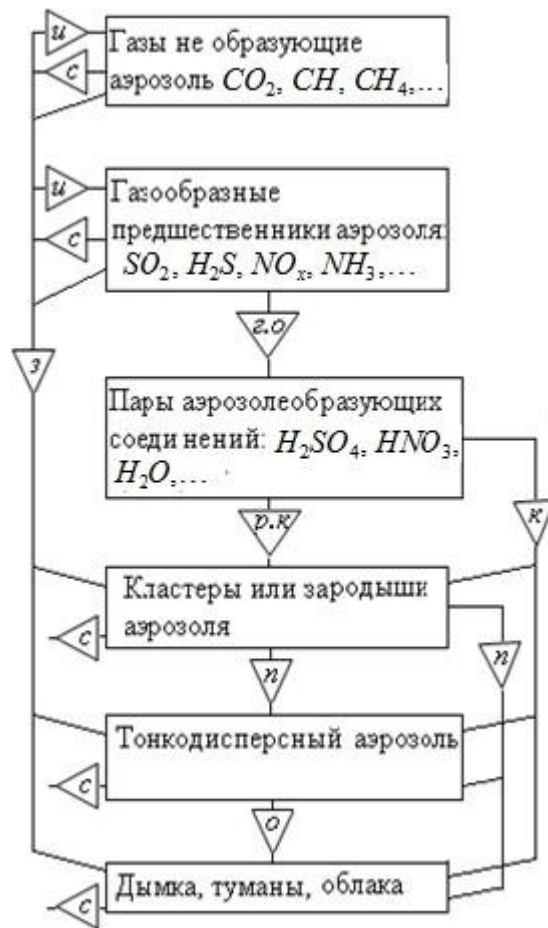 и
Газы не образующие
с
аэрозоль CO₂, CH, CH₄,...
и
Газообразные
с
предшественники аэрозоля:
SO₂, H₂S, NOₓ, NH₃,...
г.о
з
Пары аэрозолеобразующих
соединений: H₂SO₄, HNO₃,
H₂O,...
р.к
к
Кластеры или зародыши
аэрозоля
с
п
п
Тонкодисперсный аэрозоль
с
о
Дымка, туманы, облака
с